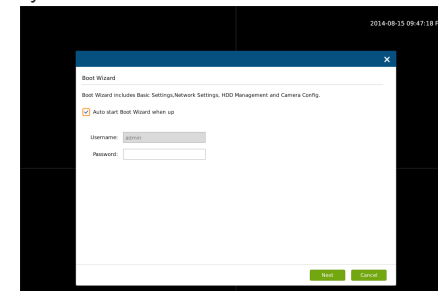 2014-08-15 09:47:18
Boot Wizard
Boot Wizard includes Basic Settings,Network Settings, HDD Management and Camera Config.
Auto start Boot Wizard when up
Username: admin
Password:
Next Cancel